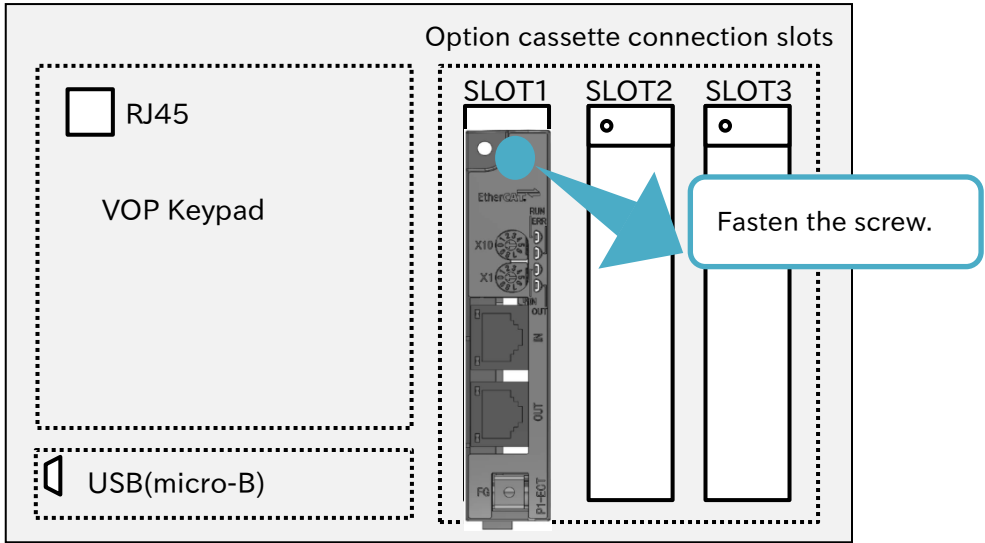 Option cassette connection slots
SLOT1 SLOT2 SLOT3
RJ45
VOP Keypad
Fasten the screw.
EtherCAT
RUN
ERR
X10
X1
IN
OUT
IN
OUT
FG
P1-ECT
USB(micro-B)